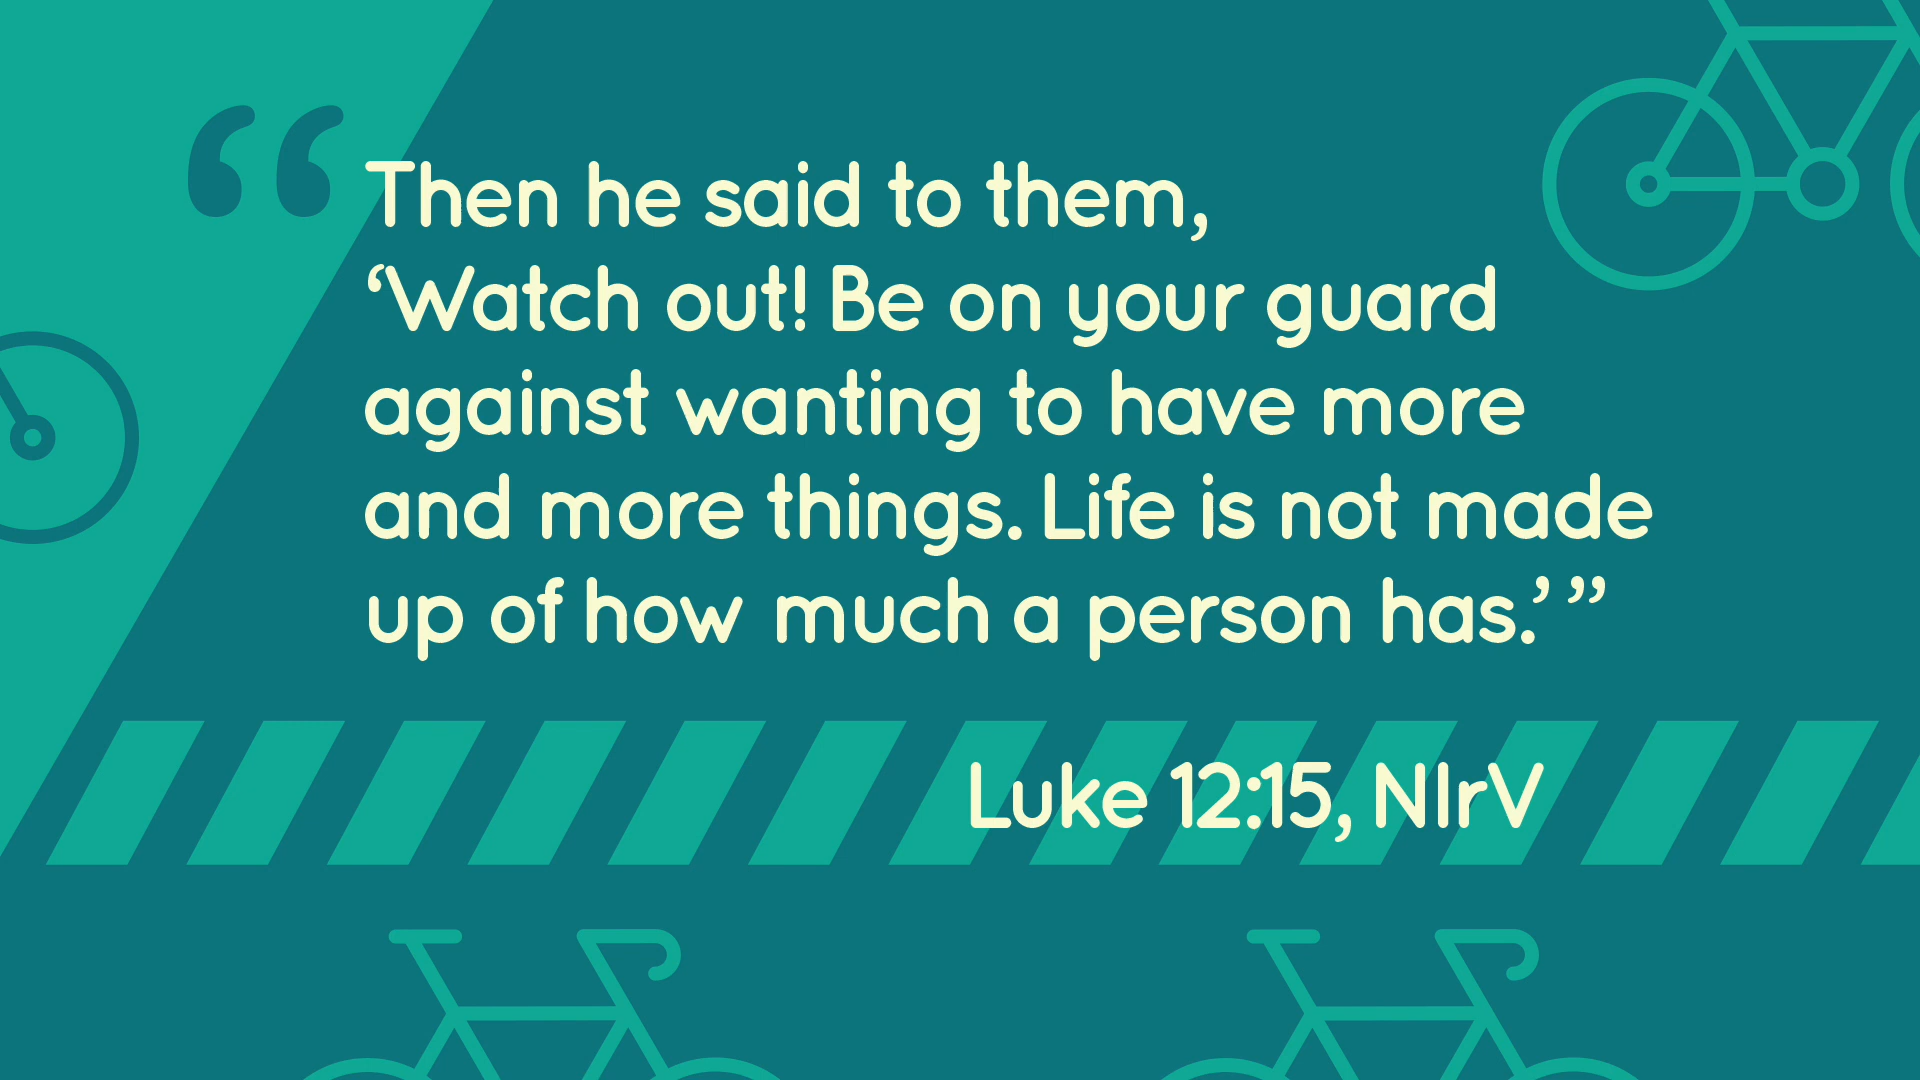 “Then he said to them,
‘Watch out! Be on your guard
against wanting to have more
and more things. Life is not made
up of how much a person has.’ ”
Luke 12:15, NIrV